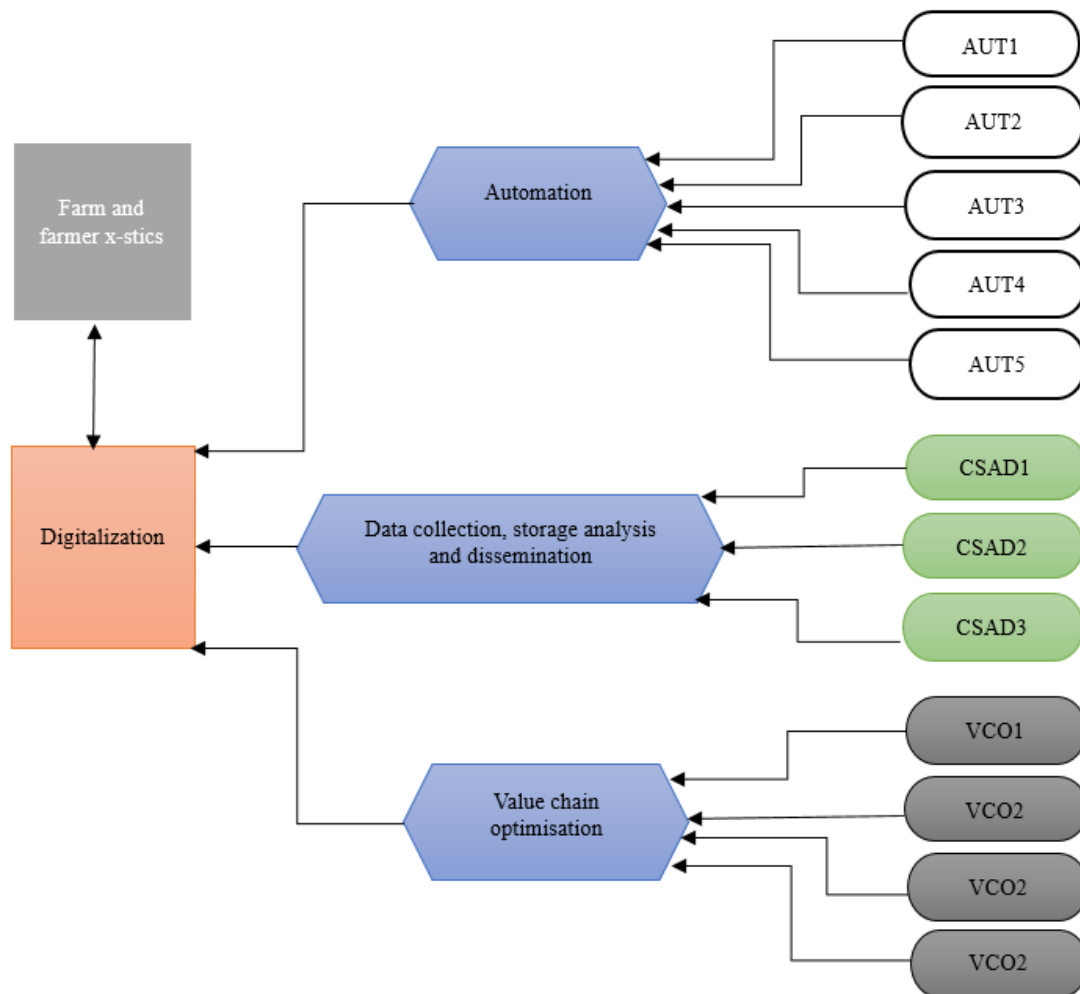 AUT1
AUT2
Automation
AUT3
Farm and
farmer x-stics
AUT4
AUT5
CSAD1
Digitalization
Data collection, storage analysis
and dissemination
CSAD2
CSAD3
VCO1
Value chain
optimisation
VCO2
VCO2
VCO2